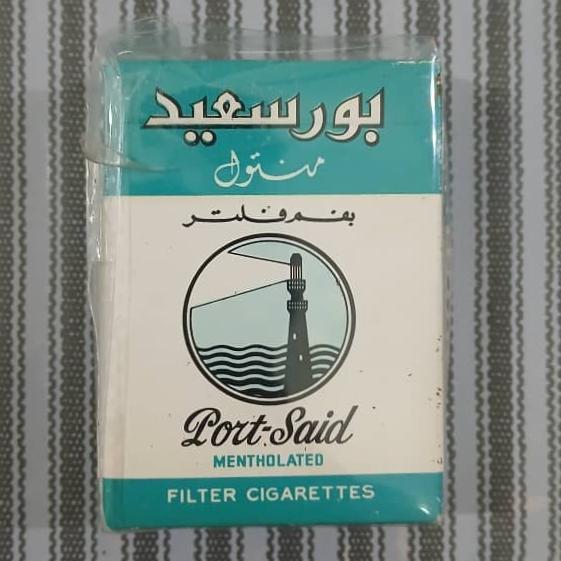 بورسعيد
منتول
بفم فلتر
Port-Said
MENTHOLATED
FILTER CIGARETTES